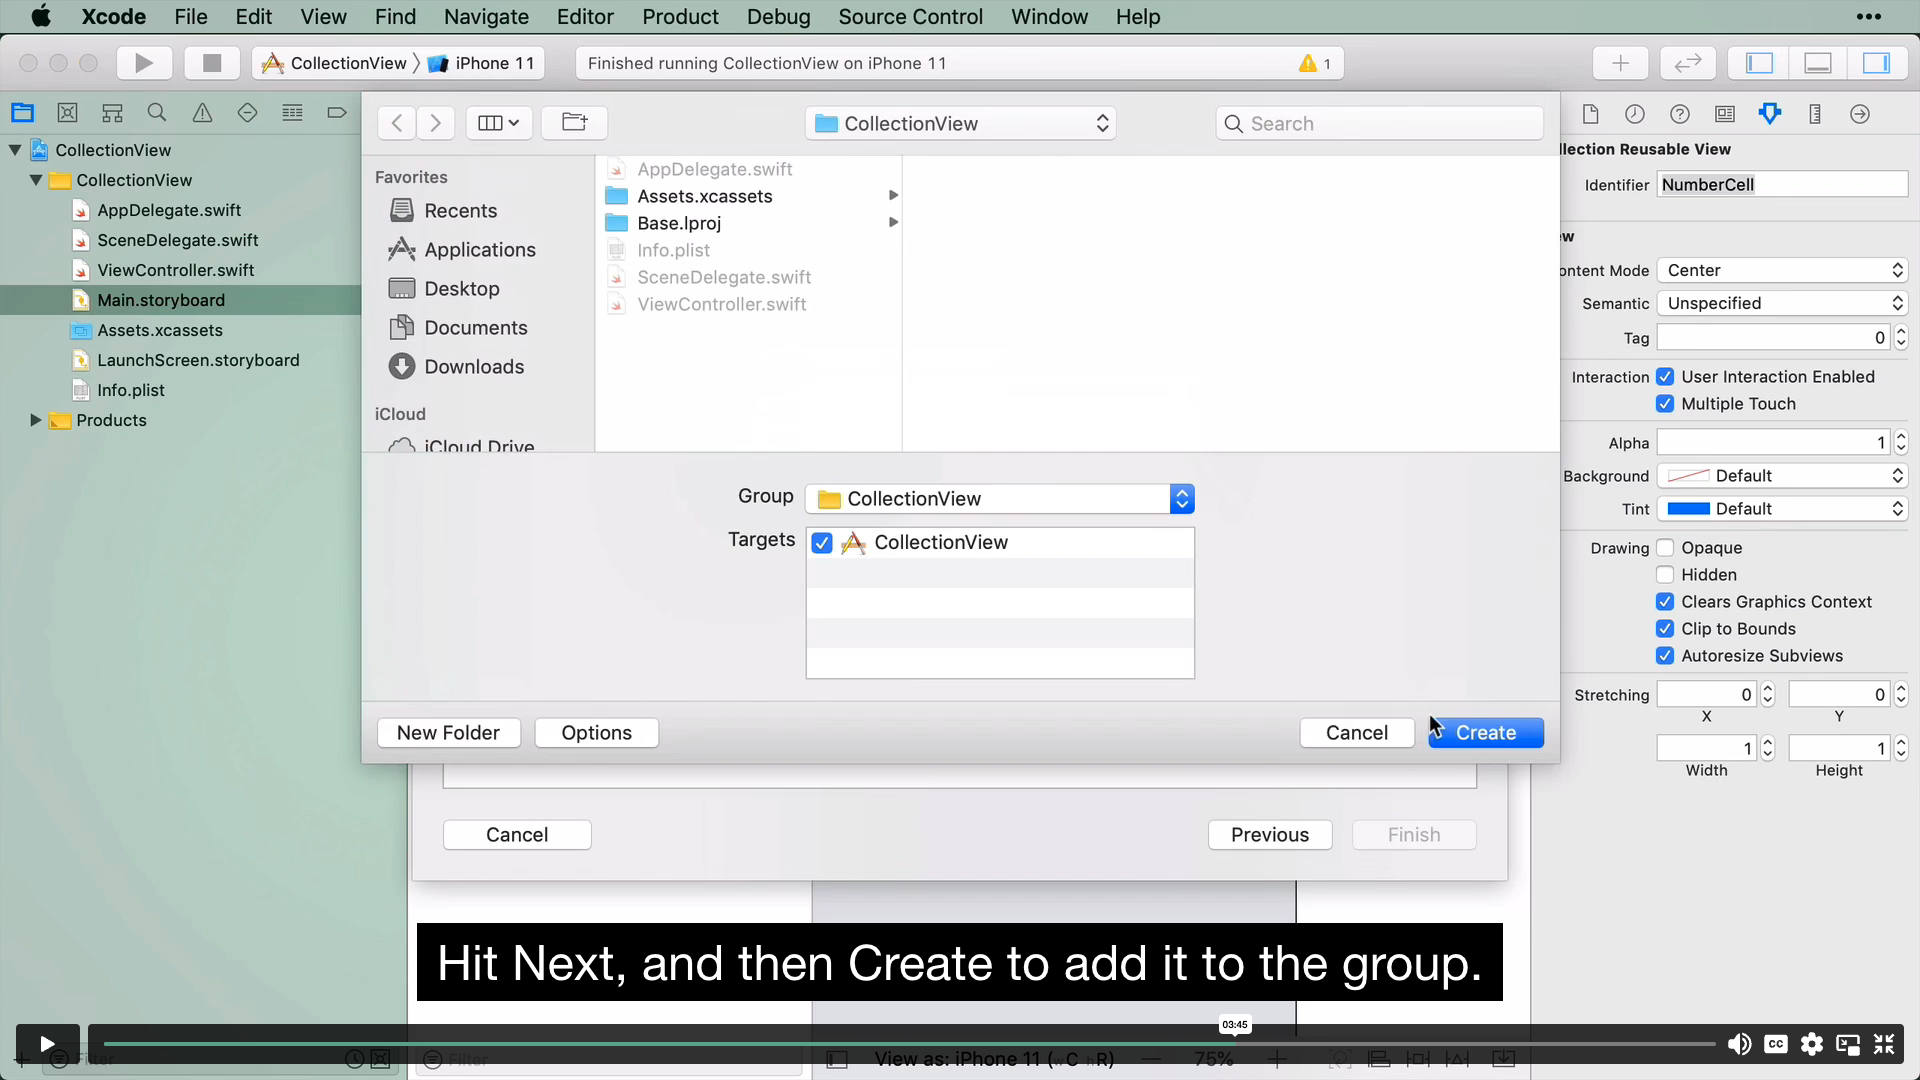 Xcode File Edit View Find Navigate Editor Product Debug Source Control Window Help
CollectionView iPhone 11
Finished running CollectionView on iPhone 11
1
CollectionView
CollectionView
AppDelegate.swift
SceneDelegate.swift
ViewController.swift
Main.storyboard
Assets.xcassets
LaunchScreen.storyboard
Info.plist
Products
CollectionView
Search
Favorites
Recents
Applications
Desktop
Documents
Downloads
iCloud
iCloud Drive
AppDelegate.swift
Assets.xcassets
Base.lproj
Info.plist
SceneDelegate.swift
ViewController.swift
Group CollectionView
Targets CollectionView
New Folder Options Cancel Create
Cancel Previous Finish
llection Reusable View
Identifier NumberCell
ew
ontent Mode Center
Semantic Unspecified
Tag 0
Interaction User Interaction Enabled
Multiple Touch
Alpha 1
Background Default
Tint Default
Drawing Opaque
Hidden
Clears Graphics Context
Clip to Bounds
Autoresize Subviews
Stretching 0 0
X Y
1 1
Width Height
Hit Next, and then Create to add it to the group.
03:45
CC
Filter
Filter
View as: iPhone 11 (wC hR)
75%